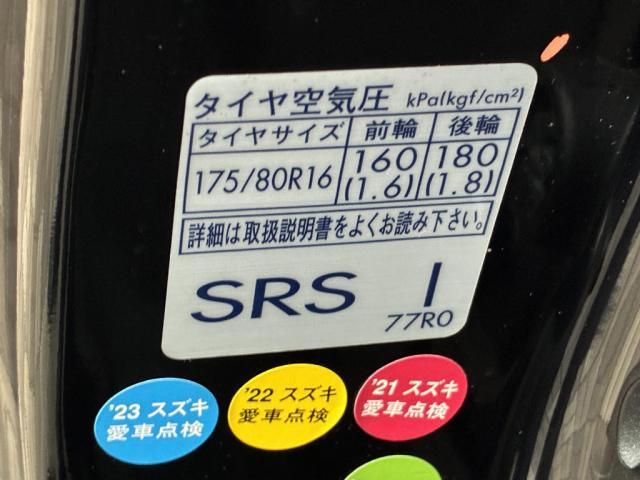 タイヤ空気圧 kPa(kgf/cm²)
タイヤサイズ 前輪 後輪
175/80R16 160 180
(1.6) (1.8)
詳細は取扱説明書をよくお読み下さい。
SRS I
77R0
'23 スズキ
愛車点検
'22 スズキ
愛車点検
'21 スズキ
愛車点検